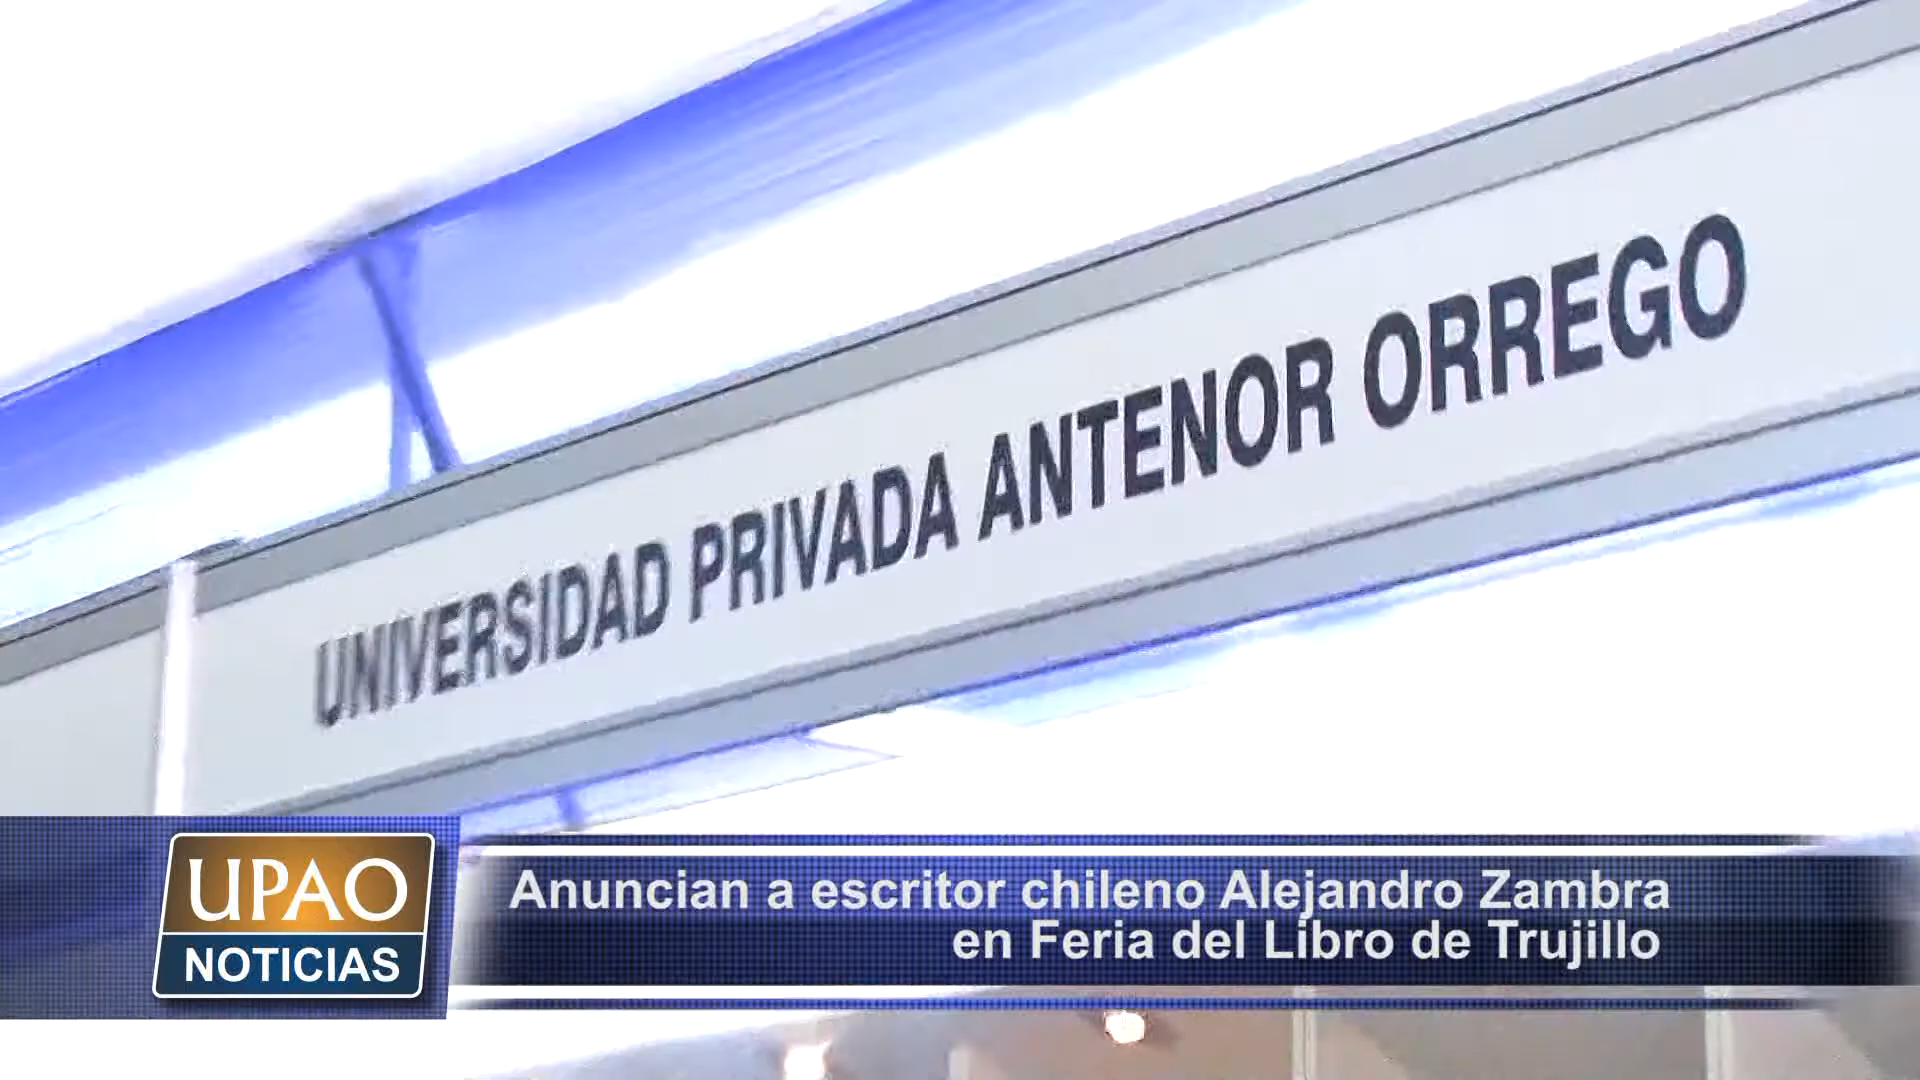 UNIVERSIDAD PRIVADA ANTENOR ORREGO
UPAO
NOTICIAS
Anuncian a escritor chileno Alejandro Zambra
en Feria del Libro de Trujillo